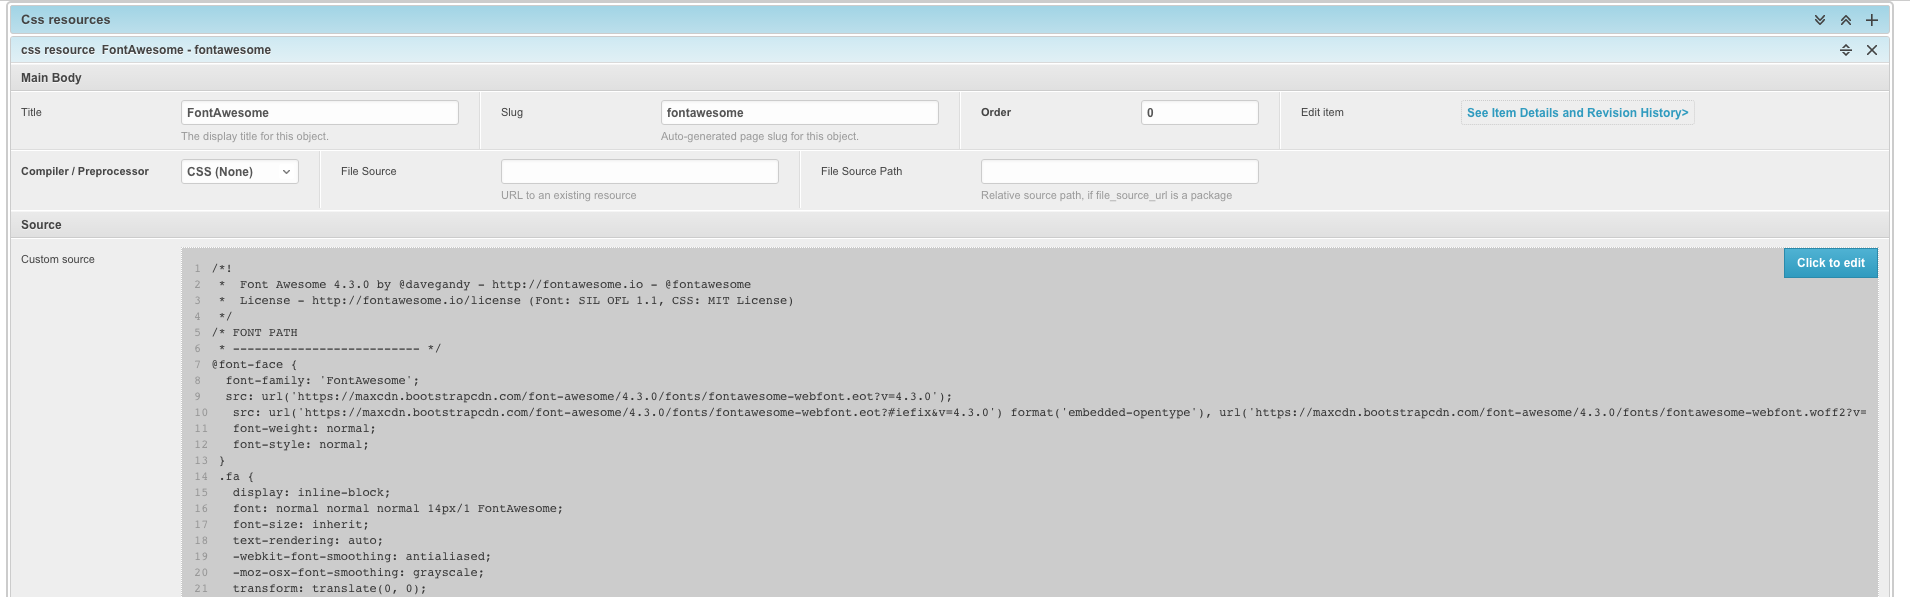 Css resources
css resource FontAwesome - fontawesome
Main Body
Title FontAwesome Slug fontawesome Order 0 Edit item See Item Details and Revision History>
The display title for this object. Auto-generated page slug for this object.
Compiler / Preprocessor CSS (None) File Source File Source Path
URL to an existing resource Relative source path, if file_source_url is a package
Source
Custom source Click to edit
1 /*!
2 * Font Awesome 4.3.0 by @davegandy - http://fontawesome.io - @fontawesome
3 * License - http://fontawesome.io/license (Font: SIL OFL 1.1, CSS: MIT License)
4 */
5 /* FONT PATH
6 * -------------------------- */
7 @font-face {
8 font-family: 'FontAwesome';
9 src: url('https://maxcdn.bootstrapcdn.com/font-awesome/4.3.0/fonts/fontawesome-webfont.eot?v=4.3.0');
10 src: url('https://maxcdn.bootstrapcdn.com/font-awesome/4.3.0/fonts/fontawesome-webfont.eot?#iefix&v=4.3.0') format('embedded-opentype'), url('https://maxcdn.bootstrapcdn.com/font-awesome/4.3.0/fonts/fontawesome-webfont.woff2?v=
11 font-weight: normal;
12 font-style: normal;
13 }
14 .fa {
15 display: inline-block;
16 font: normal normal normal 14px/1 FontAwesome;
17 font-size: inherit;
18 text-rendering: auto;
19 -webkit-font-smoothing: antialiased;
20 -moz-osx-font-smoothing: grayscale;
21 transform: translate(0, 0);